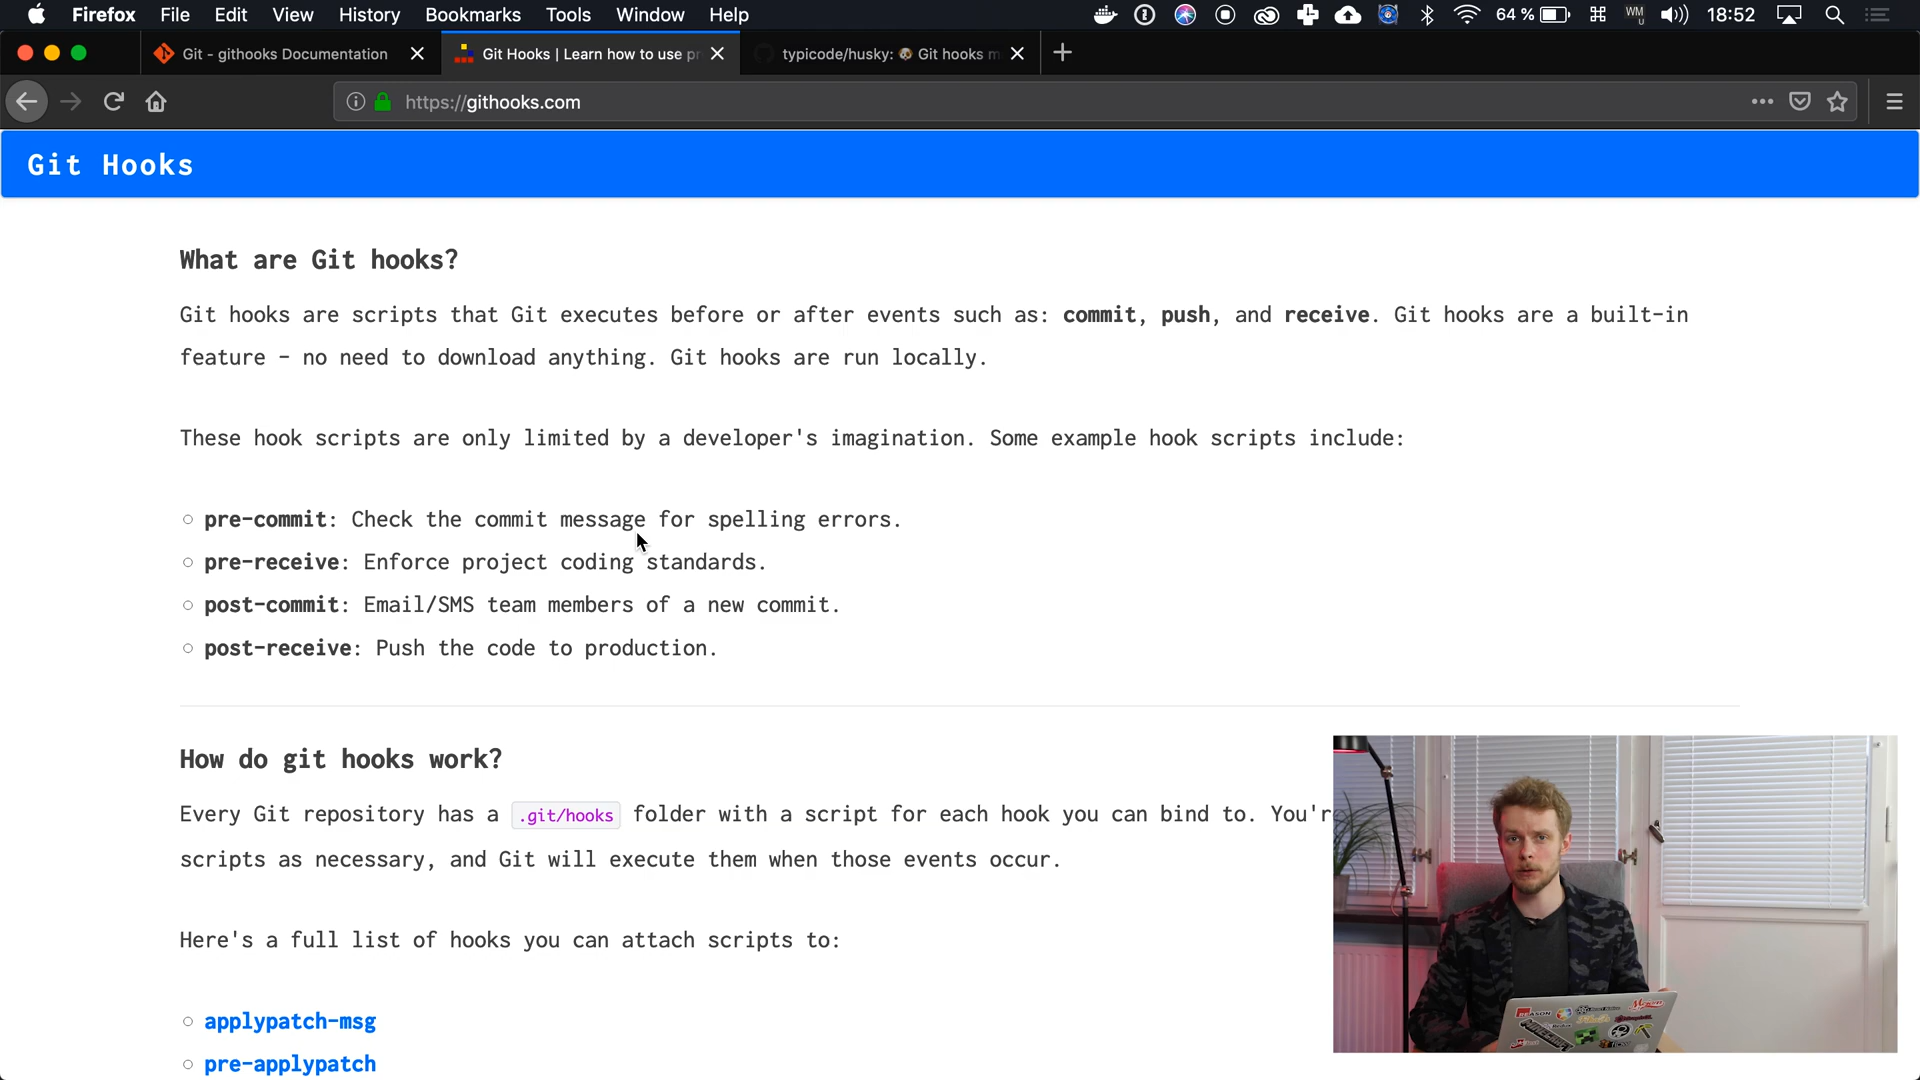 Firefox File Edit View History Bookmarks Tools Window Help 64 % 18:52
Git - githooks Documentation Git Hooks | Learn how to use pr typicode/husky: 🐶 Git hooks m
https://githooks.com
Git Hooks
What are Git hooks?
Git hooks are scripts that Git executes before or after events such as: commit, push, and receive. Git hooks are a built-in
feature - no need to download anything. Git hooks are run locally.
These hook scripts are only limited by a developer's imagination. Some example hook scripts include:
pre-commit: Check the commit message for spelling errors.
pre-receive: Enforce project coding standards.
post-commit: Email/SMS team members of a new commit.
post-receive: Push the code to production.
How do git hooks work?
Every Git repository has a .git/hooks folder with a script for each hook you can bind to. You'r
scripts as necessary, and Git will execute them when those events occur.
Here's a full list of hooks you can attach scripts to:
applypatch-msg
pre-applypatch